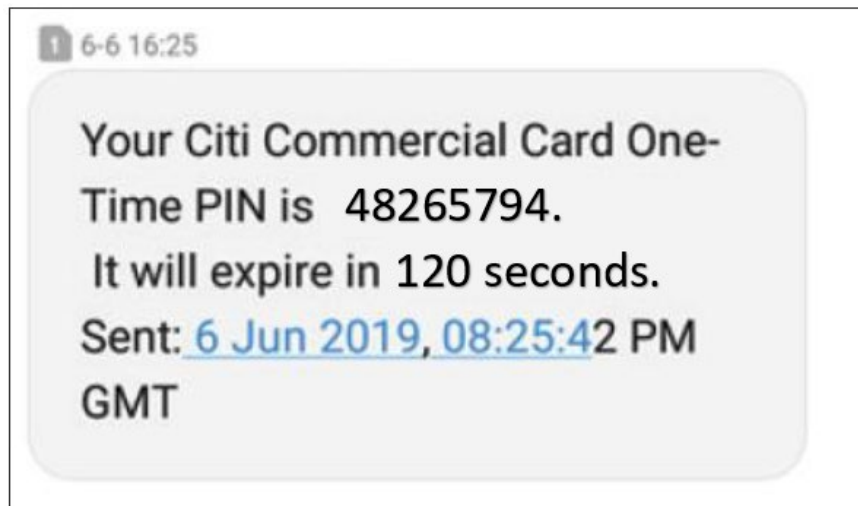 1 6-6 16:25
Your Citi Commercial Card One-
Time PIN is 48265794.
It will expire in 120 seconds.
Sent: 6 Jun 2019, 08:25:42 PM
GMT